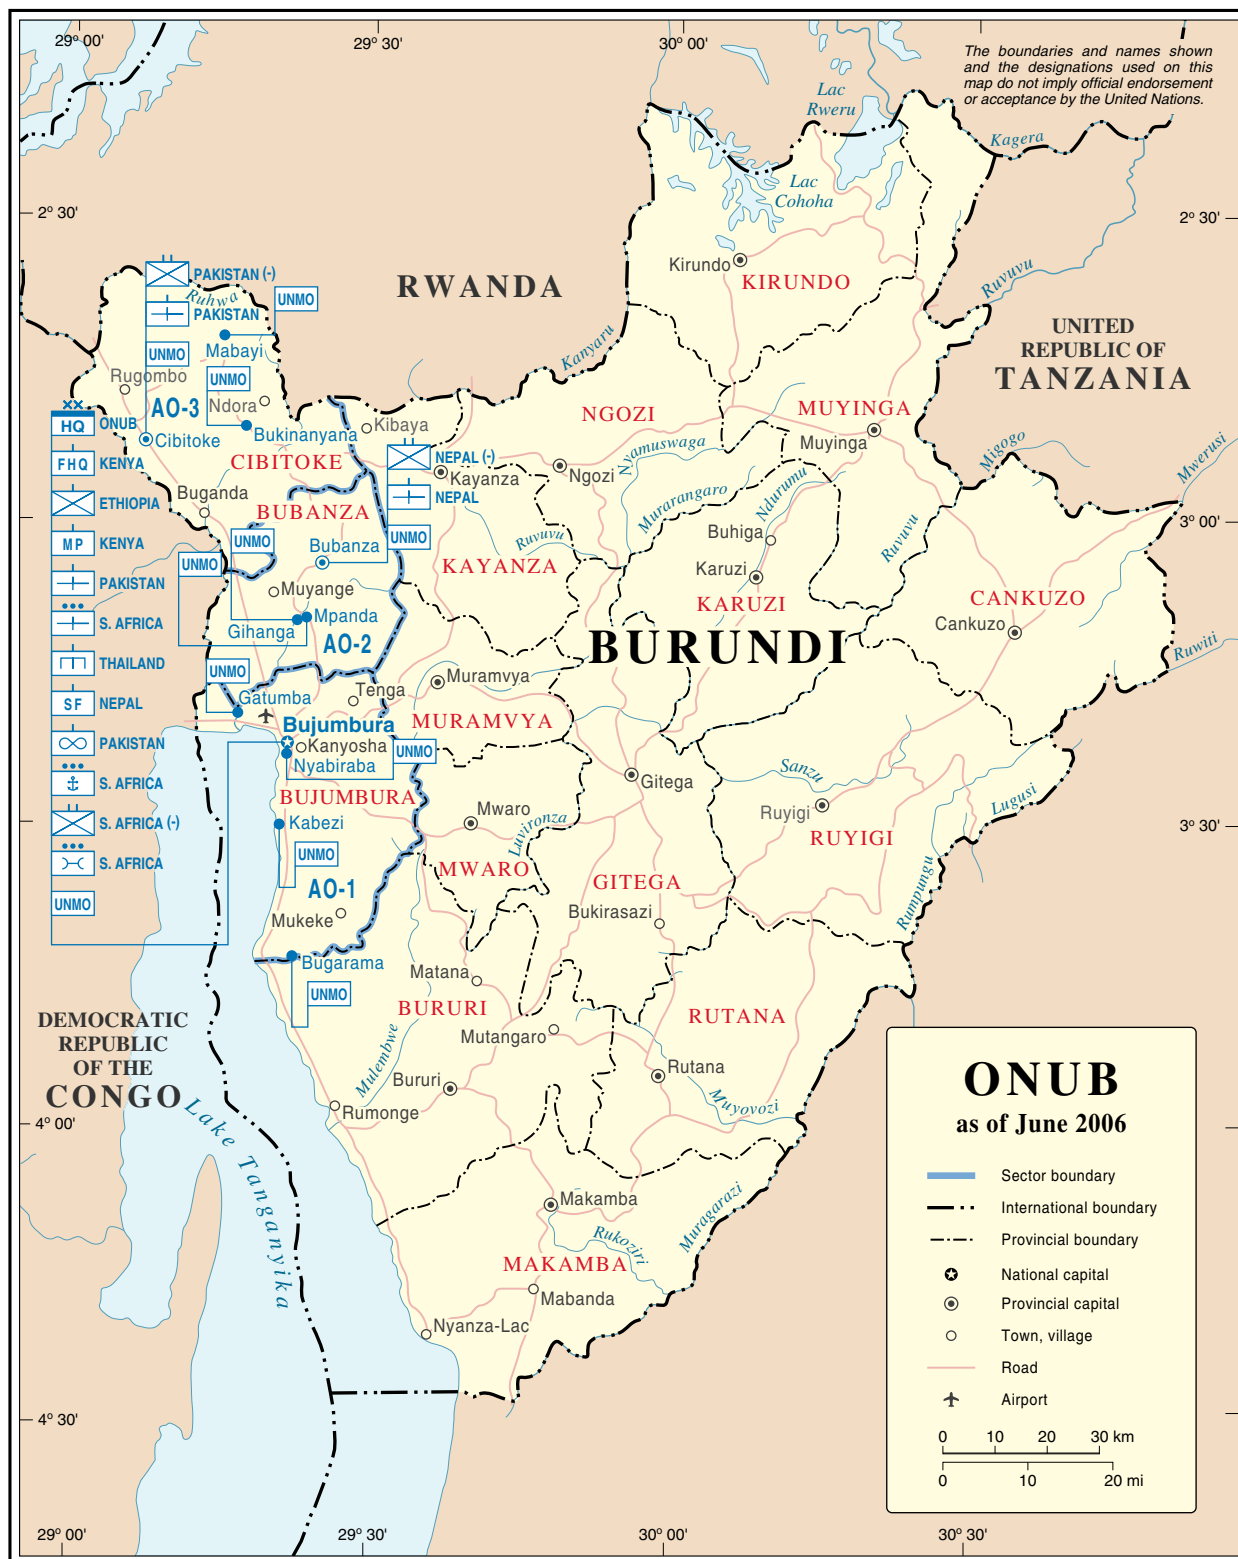 29° 00'
29° 30'
30° 00'
The boundaries and names shown
and the designations used on this
map do not imply official endorsement
or acceptance by the United Nations.
Lac
Rweru
Kagera
Lac
Cohoha
2° 30'
2° 30'
Kirundo
KIRUNDO
RWANDA
Ruvuvu
PAKISTAN (-)
Ruhwa
UNMO
PAKISTAN
UNITED
REPUBLIC OF
TANZANIA
Kanyaru
Mabayi
UNMO
Rugombo
UNMO
AO-3
Ndora
NGOZI
MUYINGA
HQ
ONUB
Cibitoke
Bukinanyana
Kibaya
Muyinga
Nyamuswaga
Migogo
Mwerusi
FHQ
KENYA
CIBITOKE
NEPAL (-)
Kayanza
Ngozi
Murarangaro
Ndurumu
ETHIOPIA
Buganda
BUBANZA
NEPAL
Ruvuvu
3° 00'
MP
KENYA
UNMO
Bubanza
UNMO
Ruvuvu
Buhiga
UNMO
KAYANZA
Karuzi
PAKISTAN
Muyange
KARUZI
CANKUZO
S. AFRICA
Mpanda
Gihanga
AO-2
Cankuzo
BURUNDI
Ruwiti
THAILAND
UNMO
Muramvya
SF
NEPAL
Gatumba
Tenga
Bujumbura
MURAMVYA
PAKISTAN
Kanyosha
UNMO
Nyabiraba
Sanzu
Gitega
S. AFRICA
BUJUMBURA
Lugusi
Mwaro
Ruyigi
S. AFRICA (-)
Kabezi
Luvironza
3° 30'
RUYIGI
S. AFRICA
UNMO
MWARO
GITEGA
Rumpungu
AO-1
UNMO
Mukeke
Bukirasazi
Bugarama
Matana
UNMO
BURURI
RUTANA
DEMOCRATIC
REPUBLIC
OF THE
CONGO
Mutangaro
Mulembwe
Rutana
Bururi
Muyovozi
Rumonge
4° 00'
Lake Tanganyika
Makamba
Muragarazi
Rukoziri
MAKAMBA
Mabanda
Nyanza-Lac
4° 30'
ONUB
as of June 2006
Sector boundary
International boundary
Provincial boundary
National capital
Provincial capital
Town, village
Road
Airport
0 10 20 30 km
0 10 20 mi
29° 00'
29° 30'
30° 00'
30° 30'